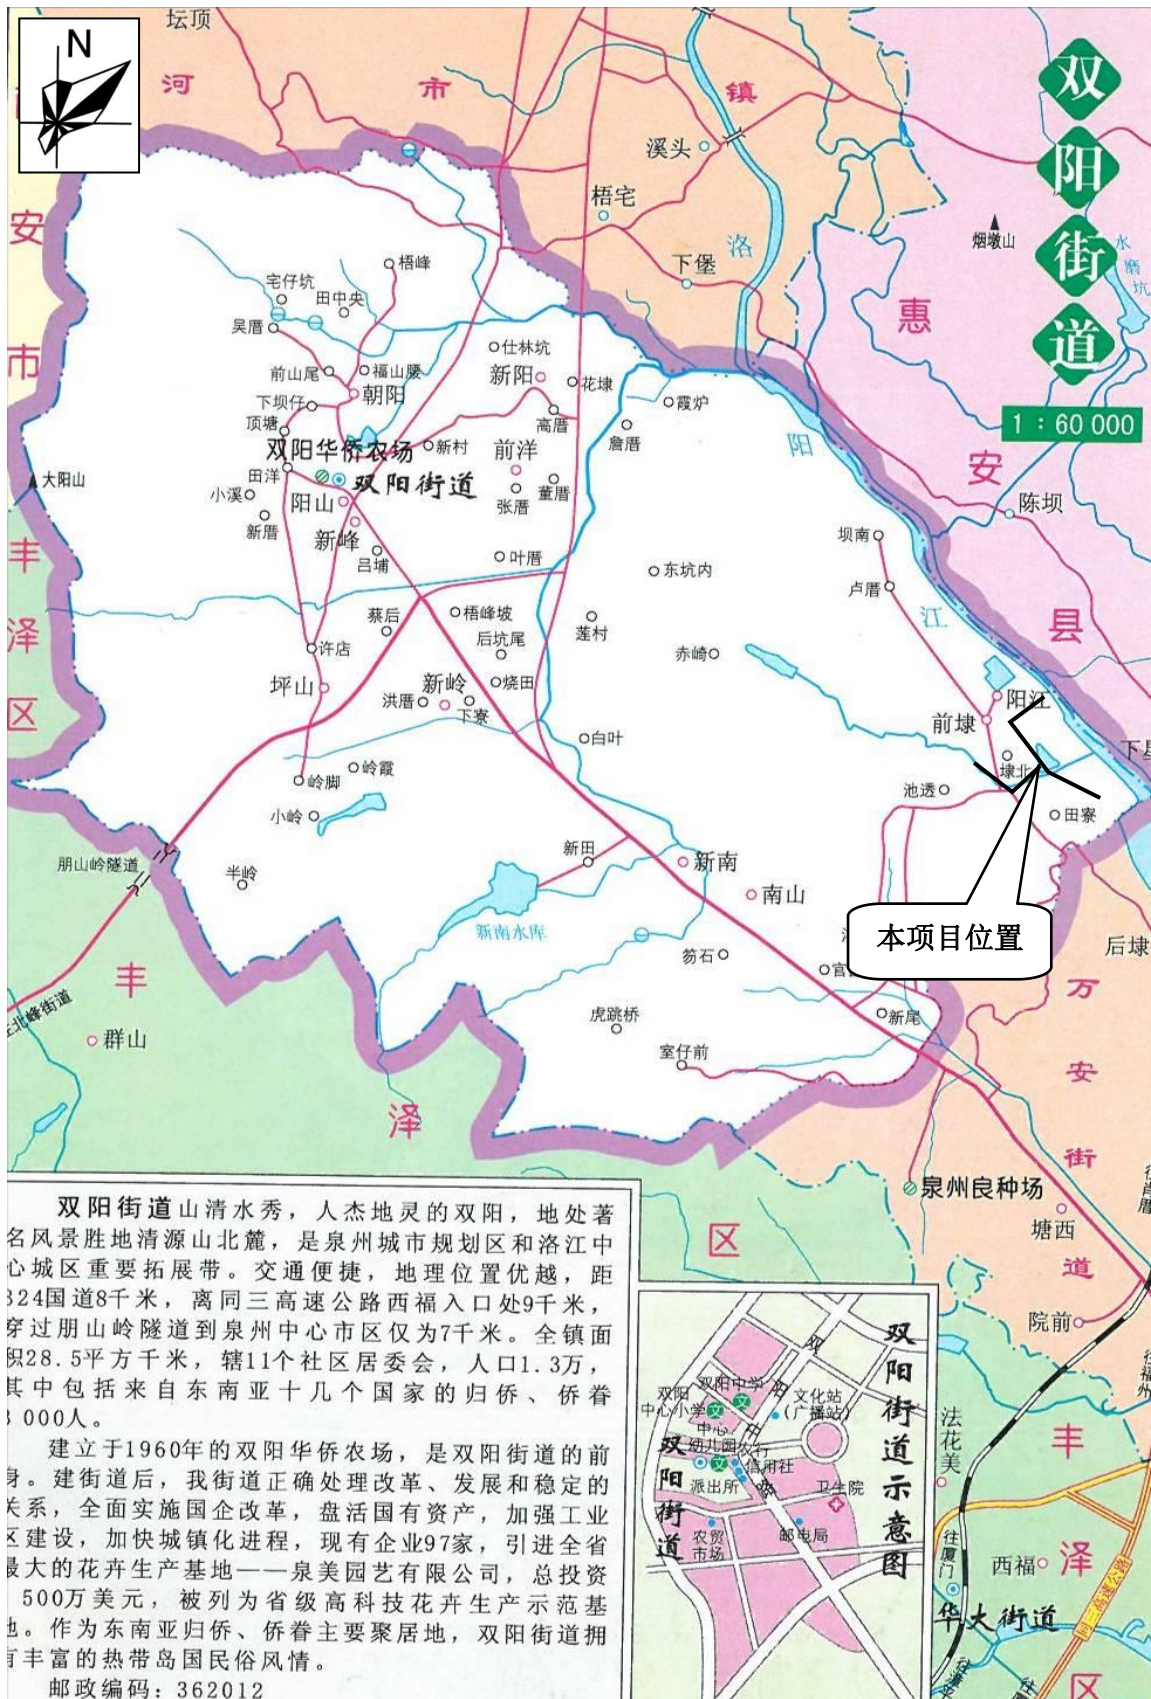 双阳街道
1:60 000
N
坛顶
河
市
镇
溪头
梧宅
下堡
洛
烟墩山
水磨坑
惠
安
县
安
市
丰
泽
区
大阳山
梧峰
宅仔坑
田中央
吴厝
前山尾
福山腰
朝阳
下坝仔
顶塘
仕林坑
新阳
花埭
高厝
霞炉
詹厝
阳
双阳华侨农场
新村
前洋
田洋
双阳街道
小溪
阳山
张厝
董厝
新厝
新峰
吕埔
叶厝
陈坝
坝南
东坑内
卢厝
江
蔡后
梧峰坡
后坑尾
莲村
许店
赤崎
坪山
新岭
烧田
洪厝
下寮
阳江
前埭
白叶
埭北
岭霞
岭脚
池透
小岭
田寮
新田
新南
朋山岭隧道
半岭
南山
新南水库
本项目位置
后埭
笏石
丰
万
安
街
道
北峰街道
虎跳桥
新尾
群山
室仔前
泽
区
泉州良种场
塘西
院前
双阳街道山清水秀，人杰地灵的双阳，地处著
名风景胜地清源山北麓，是泉州城市规划区和洛江中
心城区重要拓展带。交通便捷，地理位置优越，距
324国道8千米，离同三高速公路西福入口处9千米，
穿过朋山岭隧道到泉州中心市区仅为7千米。全镇面
积28.5平方千米，辖11个社区居委会，人口1.3万，
其中包括来自东南亚十几个国家的归侨、侨眷
000人。
建立于1960年的双阳华侨农场，是双阳街道的前
身。建街道后，我街道正确处理改革、发展和稳定的
关系，全面实施国企改革，盘活国有资产，加强工业
区建设，加快城镇化进程，现有企业97家，引进全省
最大的花卉生产基地——泉美园艺有限公司，总投资
500万美元，被列为省级高科技花卉生产示范基
地。作为东南亚归侨、侨眷主要聚居地，双阳街道拥
有丰富的热带岛国民俗风情。
邮政编码：362012
双阳街道示意图
双阳中路
双阳
中心小学
双阳中学
文化站
(广播站)
中心
幼儿园
农行
信用社
双阳街道
派出所
卫生院
农贸
市场
邮电局
法花美
丰
泽
区
往厦门
西福
华大街道
同三高速公路
往福州